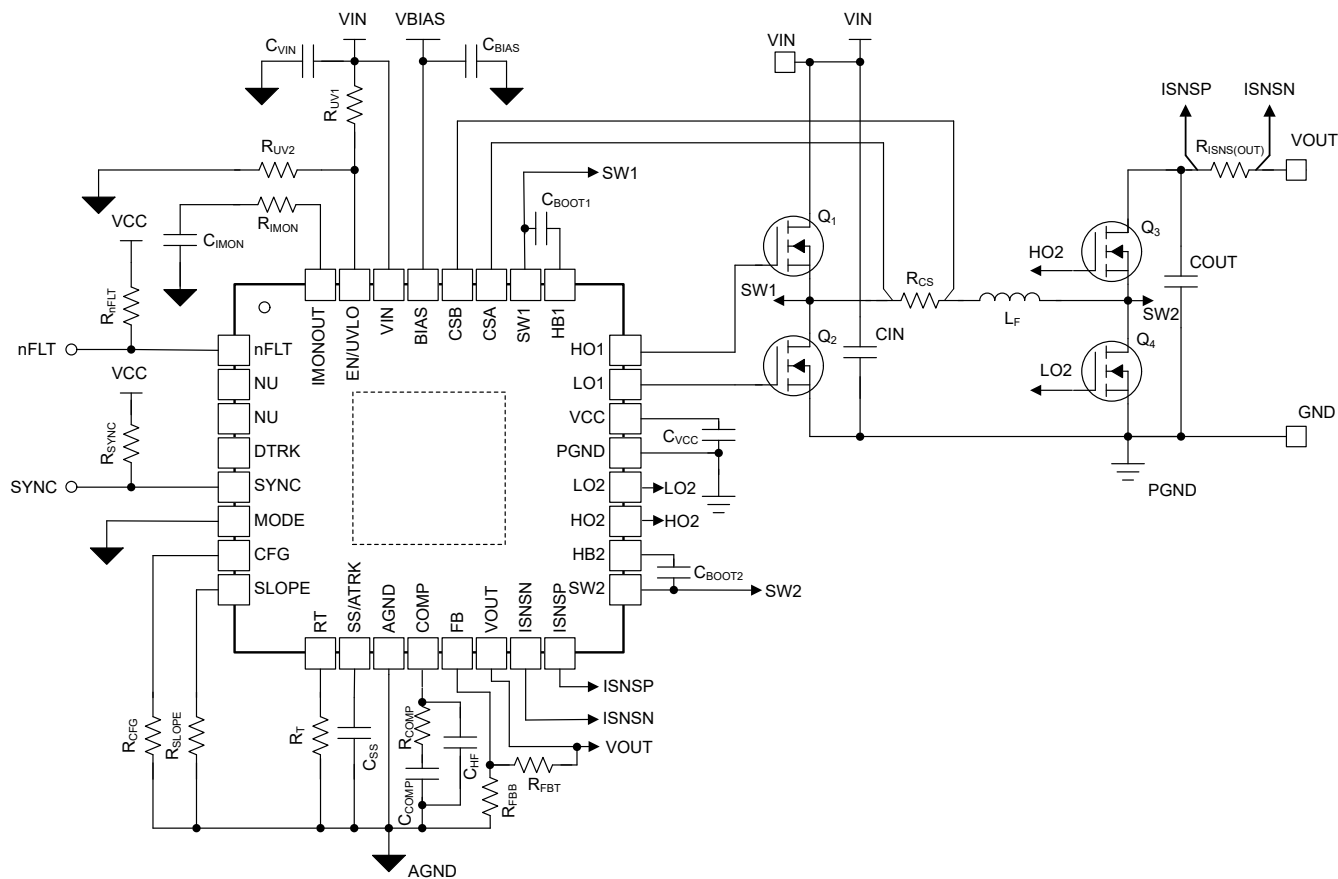 VIN
VBIAS
VIN
VIN
CVIN
CBIAS
RUV1
ISNSP
ISNSN
RUV2
RISNS(OUT)
VOUT
SW1
VCC
RIMON
CBOOT1
CIMON
Q1
Q3
HO2
COUT
RnFLT
SW1
RCS
LF
SW2
IMONOUT
EN/UVLO
VIN
BIAS
CSB
CSA
SW1
HB1
nFLT
nFLT
HO1
Q2
CIN
Q4
VCC
NU
LO1
LO2
NU
VCC
CVCC
GND
RSYNC
DTRK
PGND
SYNC
SYNC
LO2
LO2
PGND
MODE
HO2
HO2
CFG
HB2
CBOOT2
SLOPE
SW2
SW2
RT
SS/ATRK
AGND
COMP
FB
VOUT
ISNSN
ISNSP
ISNSP
ISNSN
RCFG
RSLOPE
RT
CSS
RCOMP
CHF
VOUT
CCOMP
RFBB
RFBT
AGND